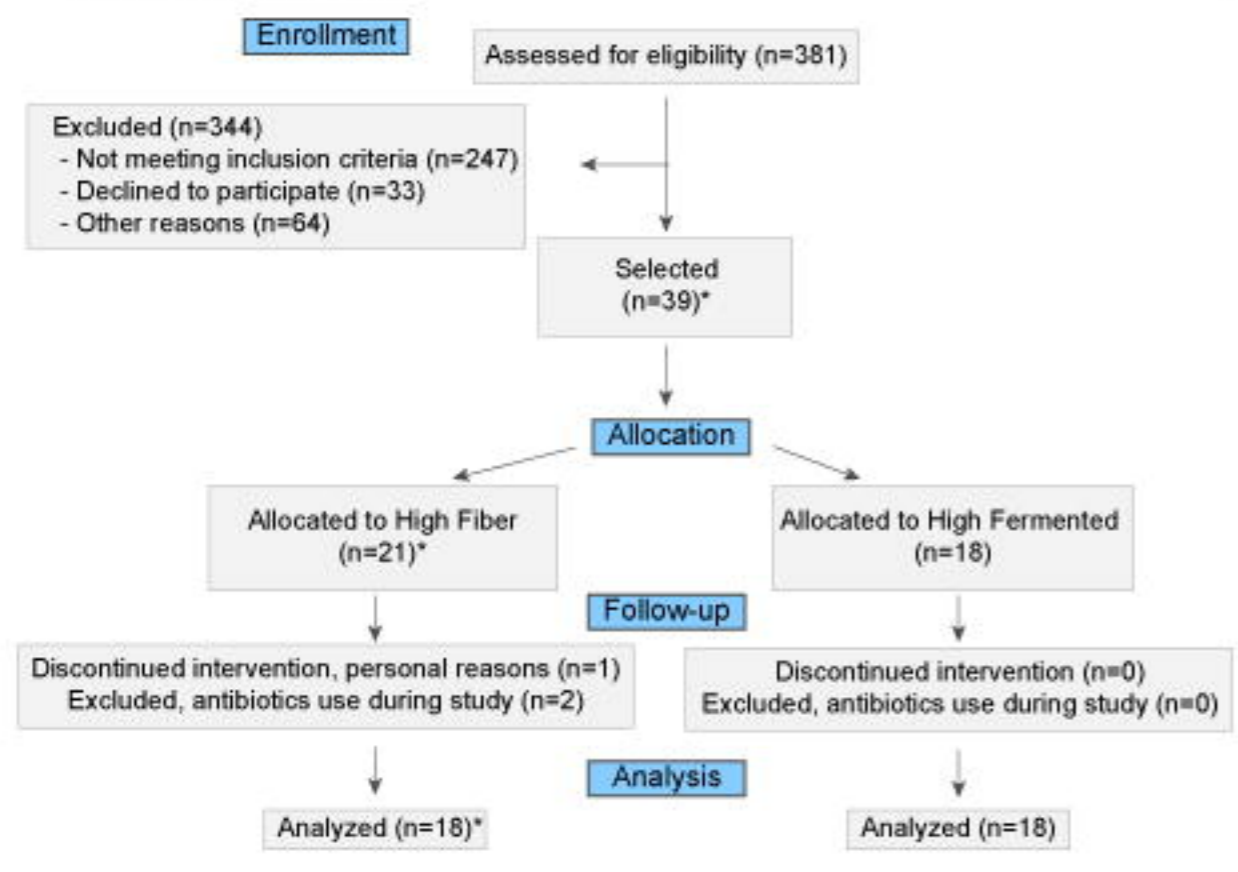 Enrollment
Assessed for eligibility (n=381)
Excluded (n=344)
- Not meeting inclusion criteria (n=247)
- Declined to participate (n=33)
- Other reasons (n=64)
Selected
(n=39)*
Allocation
Allocated to High Fiber
(n=21)*
Allocated to High Fermented
(n=18)
Follow-up
Discontinued intervention, personal reasons (n=1)
Excluded, antibiotics use during study (n=2)
Discontinued intervention (n=0)
Excluded, antibiotics use during study (n=0)
Analysis
Analyzed (n=18)*
Analyzed (n=18)